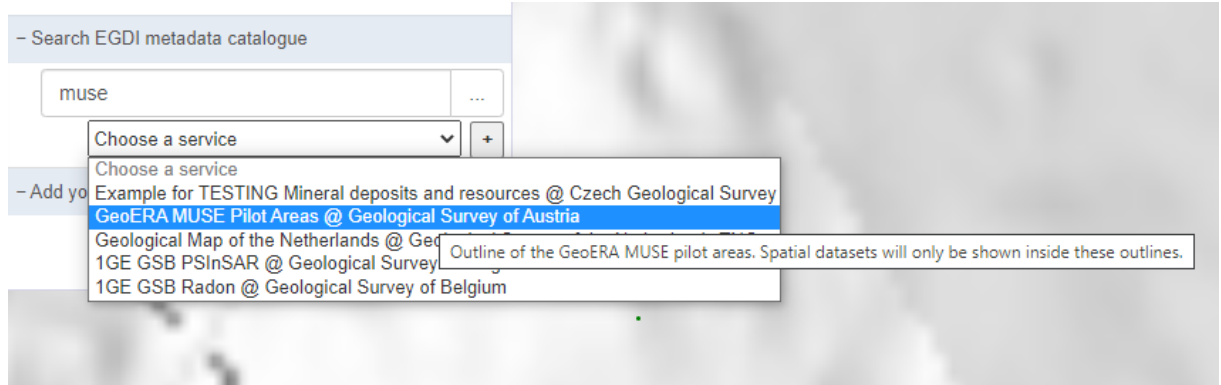 − Search EGDI metadata catalogue
muse
...
Choose a service
+
Choose a service
− Add yo
Example for TESTING Mineral deposits and resources @ Czech Geological Survey
GeoERA MUSE Pilot Areas @ Geological Survey of Austria
Geological Map of the Netherlands @
Outline of the GeoERA MUSE pilot areas. Spatial datasets will only be shown inside these outlines.
1GE GSB PSInSAR @ Geological Survey
1GE GSB Radon @ Geological Survey of Belgium